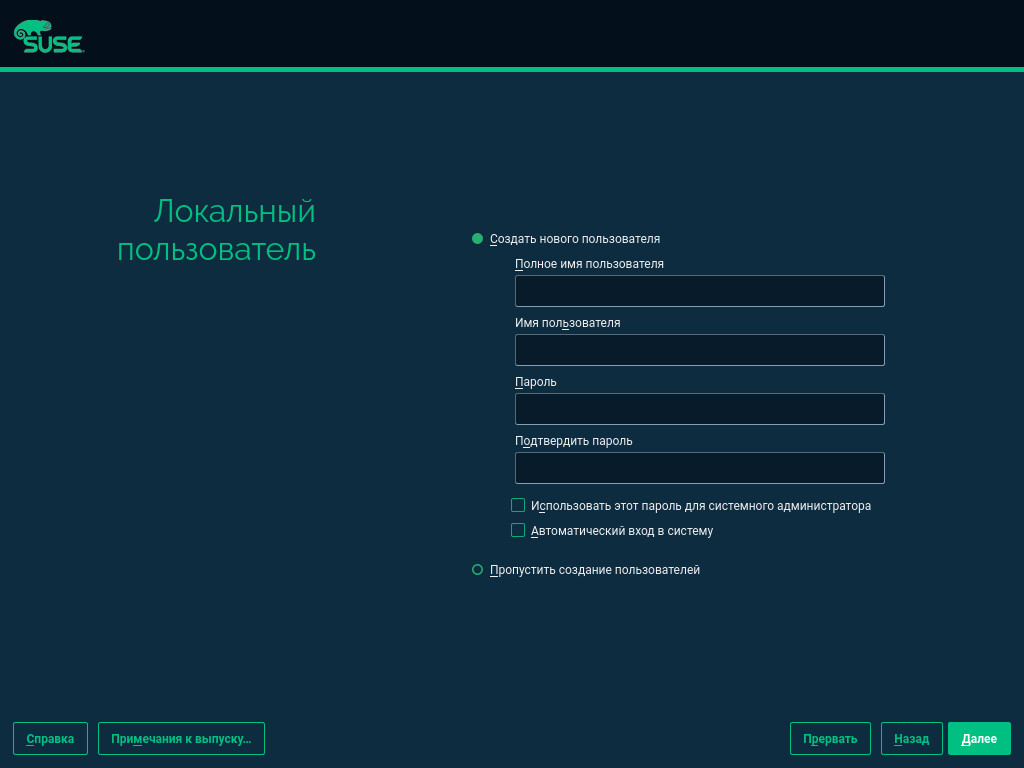 SUSE
Локальный
пользователь
Создать нового пользователя
Полное имя пользователя
Имя пользователя
Пароль
Подтвердить пароль
Использовать этот пароль для системного администратора
Автоматический вход в систему
Пропустить создание пользователей
Справка
Примечания к выпуску...
Прервать
Назад
Далее